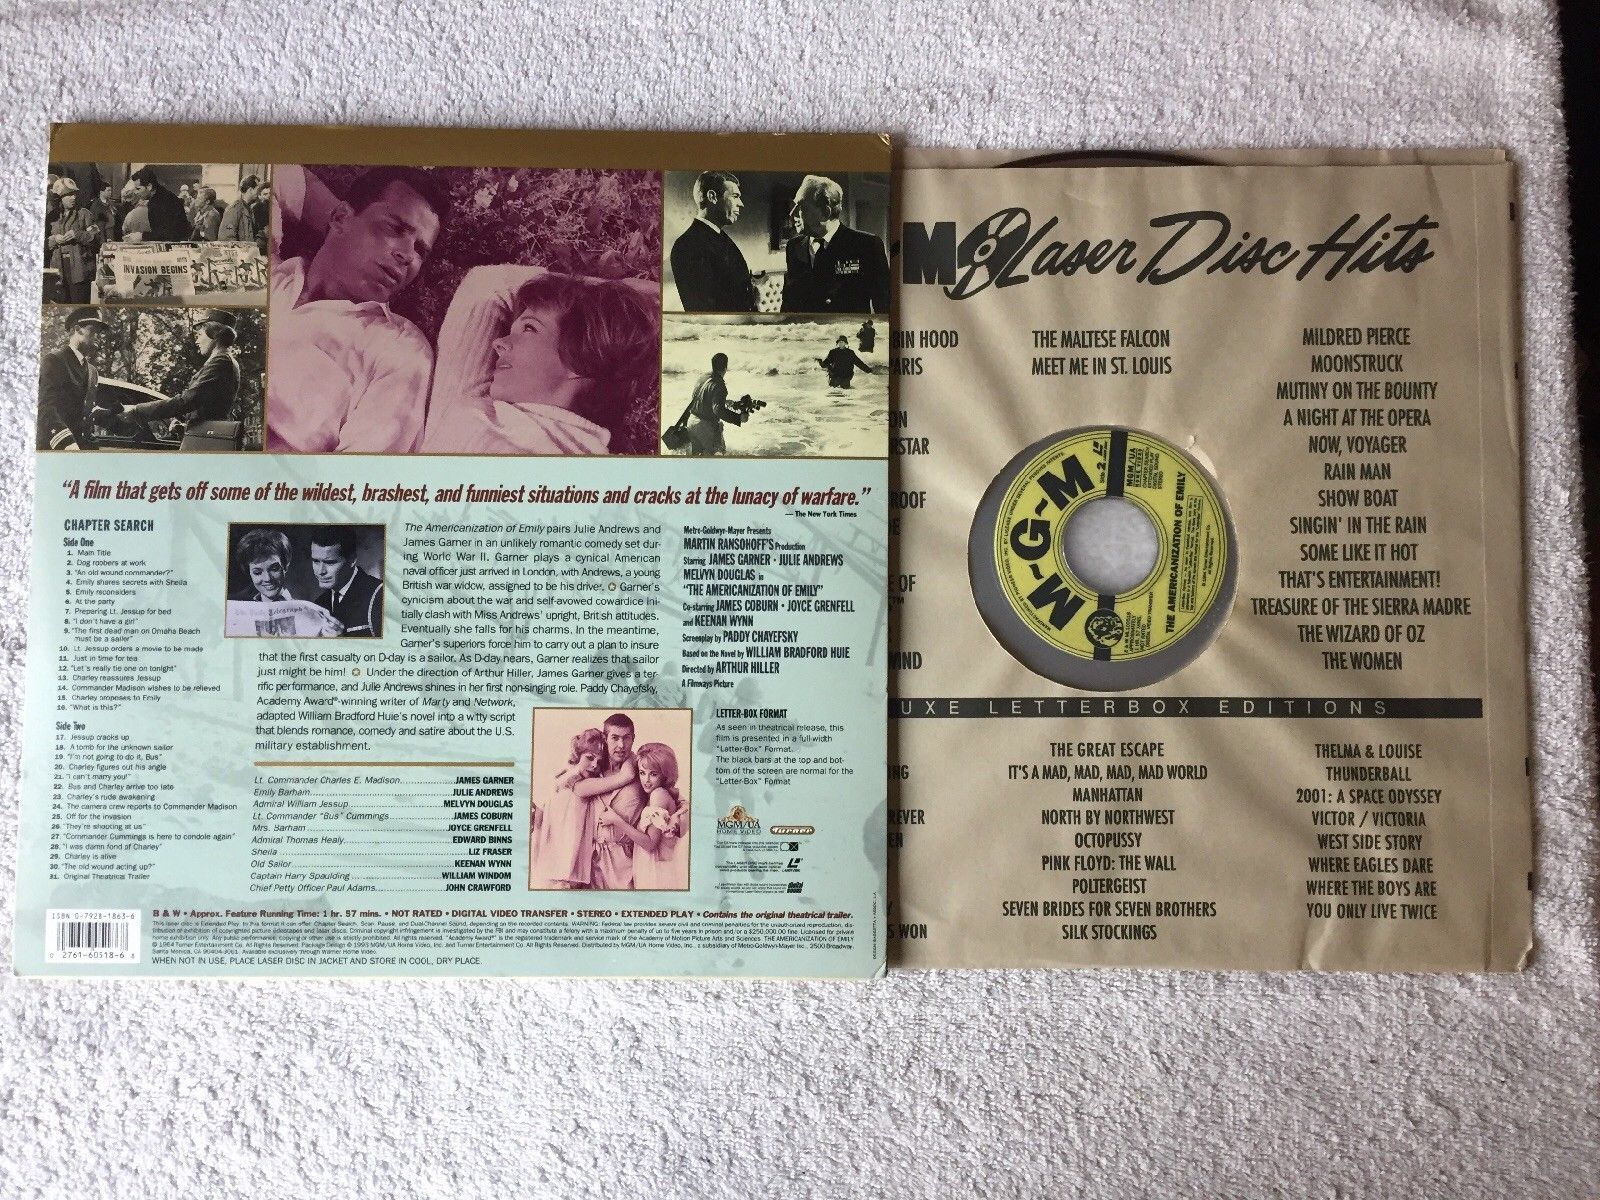 INVASION BEGINS
"A film that gets off some of the wildest, brashest, and funniest situations and cracks at the lunacy of warfare."
— The New York Times
CHAPTER SEARCH
Side One
1. Main Title
2. Dog robbers at work
3. "An old wound commander?"
4. Emily shares secrets with Sheila
5. Emily reconsiders
6. At the party
7. Preparing Lt. Jessup for bed
8. "I don't have a girl"
9. "The first dead man on Omaha Beach
must be a sailor"
10. Lt. Jessup orders a movie to be made
11. Just in time for tea
12. "Let's really tie one on tonight"
13. Charley reassures Jessup
14. Commander Madison wishes to be relieved
15. Charley proposes to Emily
16. "What is this?"
Side Two
17. Jessup cracks up
18. A tomb for the unknown sailor
19. "I'm not going to do it, Bus"
20. Charley figures out his angle
21. "I can't marry you!"
22. Bus and Charley arrive too late
23. Charley's rude awakening
24. The camera crew reports to Commander Madison
25. Off for the invasion
26. "They're shooting at us"
27. "Commander Cummings is here to condole again"
28. "I was damn fond of Charley"
29. Charley is alive
30. "The old wound acting up?"
31. Original Theatrical Trailer
The Americanization of Emily pairs Julie Andrews and
James Garner in an unlikely romantic comedy set dur-
ing World War II. Garner plays a cynical American
naval officer just arrived in London, with Andrews, a young
British war widow, assigned to be his driver. ✪ Garner's
cynicism about the war and self-avowed cowardice ini-
tially clash with Miss Andrews' upright, British attitudes.
Eventually she falls for his charms. In the meantime,
Garner's superiors force him to carry out a plan to insure
that the first casualty on D-day is a sailor. As D-day nears, Garner realizes that sailor
just might be him! ✪ Under the direction of Arthur Hiller, James Garner gives a ter-
rific performance, and Julie Andrews shines in her first non-singing role. Paddy Chayefsky,
Academy Award®-winning writer of Marty and Network,
adapted William Bradford Huie's novel into a witty script
that blends romance, comedy and satire about the U.S.
military establishment.
Lt. Commander Charles E. Madison JAMES GARNER
Emily Barham JULIE ANDREWS
Admiral William Jessup MELVYN DOUGLAS
Lt. Commander "Bus" Cummings JAMES COBURN
Mrs. Barham JOYCE GRENFELL
Admiral Thomas Healy EDWARD BINNS
Sheila LIZ FRASER
Old Sailor KEENAN WYNN
Captain Harry Spaulding WILLIAM WINDOM
Chief Petty Officer Paul Adams JOHN CRAWFORD
Metro-Goldwyn-Mayer Presents
MARTIN RANSOHOFF'S Production
Starring JAMES GARNER • JULIE ANDREWS
MELVYN DOUGLAS in
"THE AMERICANIZATION OF EMILY"
Co-starring JAMES COBURN • JOYCE GRENFELL
and KEENAN WYNN
Screenplay by PADDY CHAYEFSKY
Based on the Novel by WILLIAM BRADFORD HUIE
Directed by ARTHUR HILLER
A Filmways Picture
LETTER-BOX FORMAT
As seen in theatrical release, this
film is presented in a full-width
"Letter-Box" Format.
The black bars at the top and bot-
tom of the screen are normal for the
"Letter-Box" Format
MGM/UA
HOME VIDEO
Turner
ISBN 0-7928-1863-6
0 2761-60518-6 8
B & W • Approx. Feature Running Time: 1 hr. 57 mins. • NOT RATED • DIGITAL VIDEO TRANSFER • STEREO • EXTENDED PLAY • Contains the original theatrical trailer.
WHEN NOT IN USE, PLACE LASER DISC IN JACKET AND STORE IN COOL, DRY PLACE.
M Laser Disc Hits
BIN HOOD
ARIS
ON
RSTAR
ROOF
E
E OF
™
IND
THE MALTESE FALCON
MEET ME IN ST. LOUIS
MILDRED PIERCE
MOONSTRUCK
MUTINY ON THE BOUNTY
A NIGHT AT THE OPERA
NOW, VOYAGER
RAIN MAN
SHOW BOAT
SINGIN' IN THE RAIN
SOME LIKE IT HOT
THAT'S ENTERTAINMENT!
TREASURE OF THE SIERRA MADRE
THE WIZARD OF OZ
THE WOMEN
M-G-M
SIDE 2
MGM/UA
HOME VIDEO
THE AMERICANIZATION OF EMILY
UXE LETTERBOX EDITIONS
ING
REVER
EN
Y
S WON
THE GREAT ESCAPE
IT'S A MAD, MAD, MAD, MAD WORLD
MANHATTAN
NORTH BY NORTHWEST
OCTOPUSSY
PINK FLOYD: THE WALL
POLTERGEIST
SEVEN BRIDES FOR SEVEN BROTHERS
SILK STOCKINGS
THELMA & LOUISE
THUNDERBALL
2001: A SPACE ODYSSEY
VICTOR / VICTORIA
WEST SIDE STORY
WHERE EAGLES DARE
WHERE THE BOYS ARE
YOU ONLY LIVE TWICE